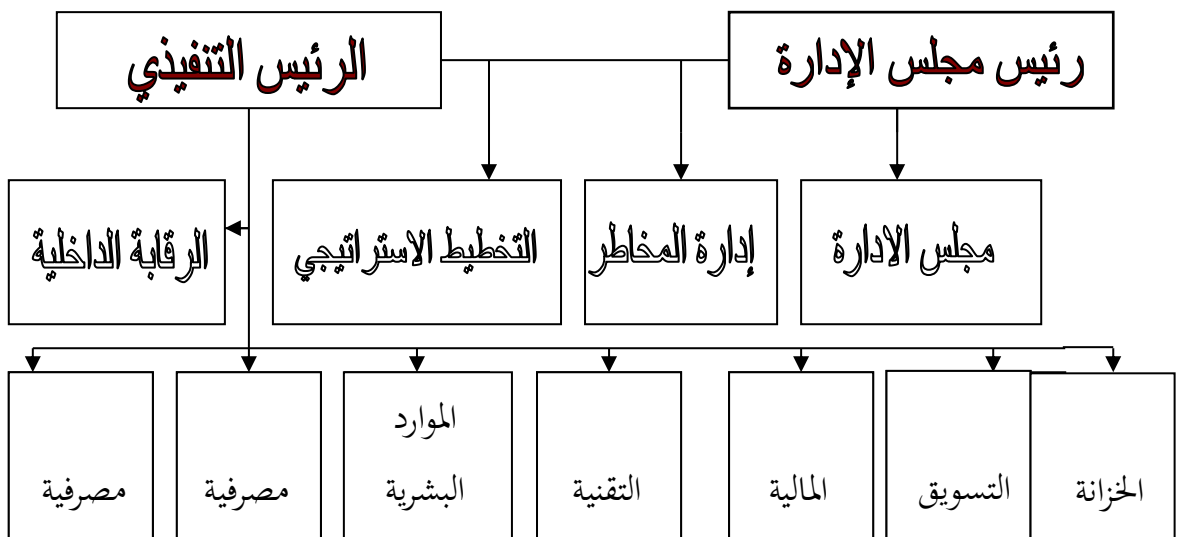 رئيس مجلس الإدارة
الرئيس التنفيذي
مجلس الادارة
إدارة المخاطر
التخطيط الاستراتيجي
الرقابة الداخلية
الخزانة
التسويق
المالية
التقنية
الموارد
البشرية
مصرفية
مصرفية